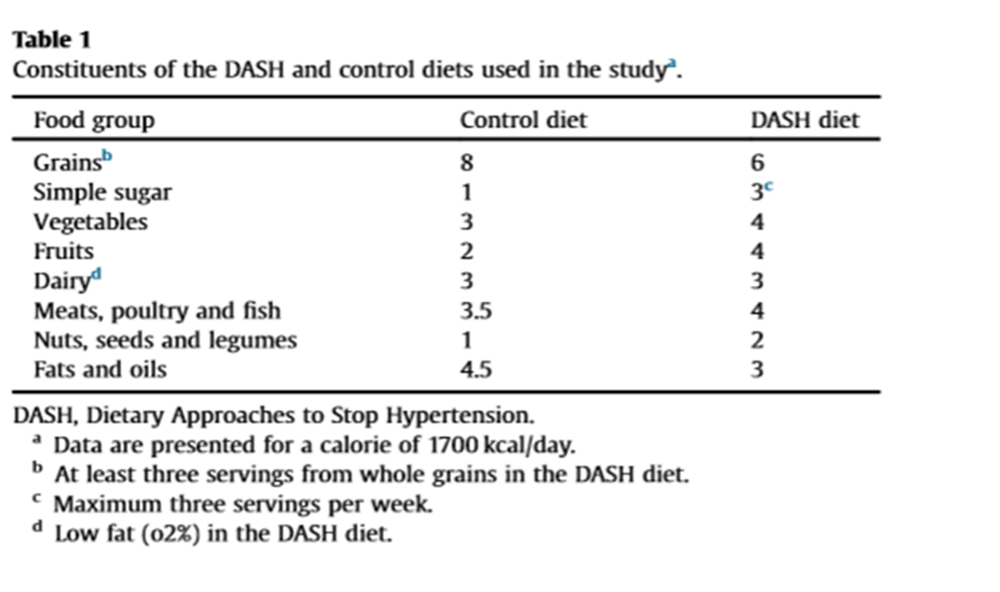 Table 1
Constituents of the DASH and control diets used in the studyᵃ.
Food group Control diet DASH diet
Grainsᵇ 8 6
Simple sugar 1 3ᶜ
Vegetables 3 4
Fruits 2 4
Dairyᵈ 3 3
Meats, poultry and fish 3.5 4
Nuts, seeds and legumes 1 2
Fats and oils 4.5 3
DASH, Dietary Approaches to Stop Hypertension.
ᵃ Data are presented for a calorie of 1700 kcal/day.
ᵇ At least three servings from whole grains in the DASH diet.
ᶜ Maximum three servings per week.
ᵈ Low fat (o2%) in the DASH diet.